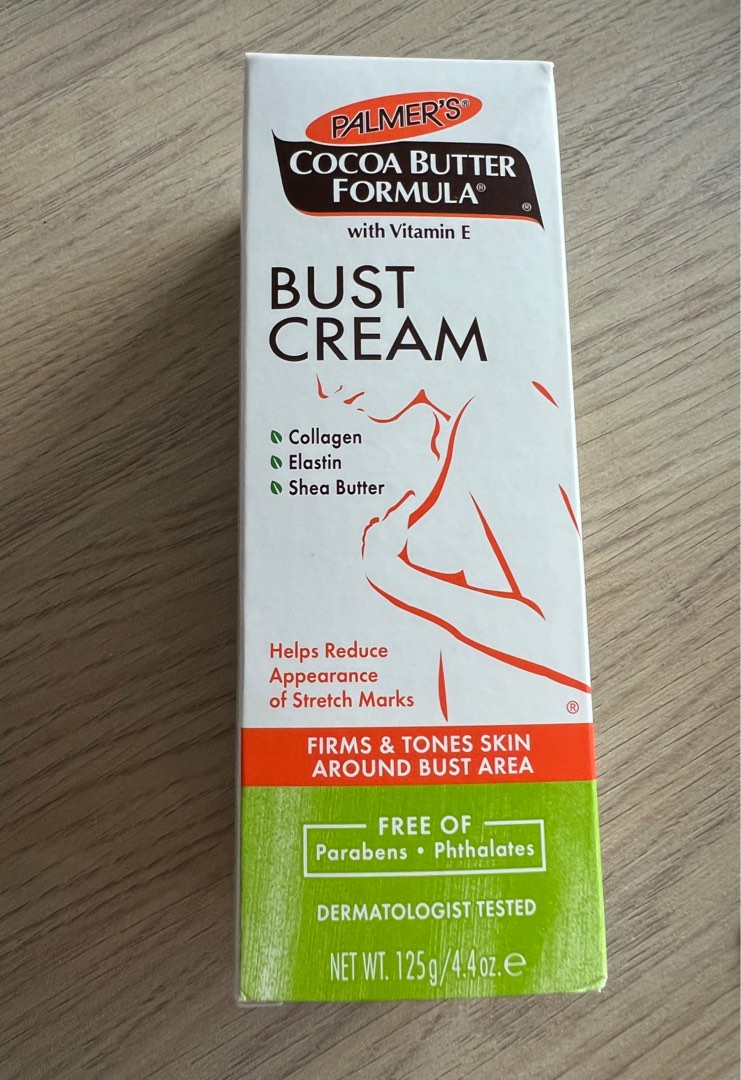 PALMER'S®
COCOA BUTTER
FORMULA®
®
with Vitamin E
BUST
CREAM
Collagen
Elastin
Shea Butter
Helps Reduce
Appearance
of Stretch Marks
®
FIRMS & TONES SKIN
AROUND BUST AREA
FREE OF
Parabens • Phthalates
DERMATOLOGIST TESTED
NET WT. 125g/4.4oz.℮